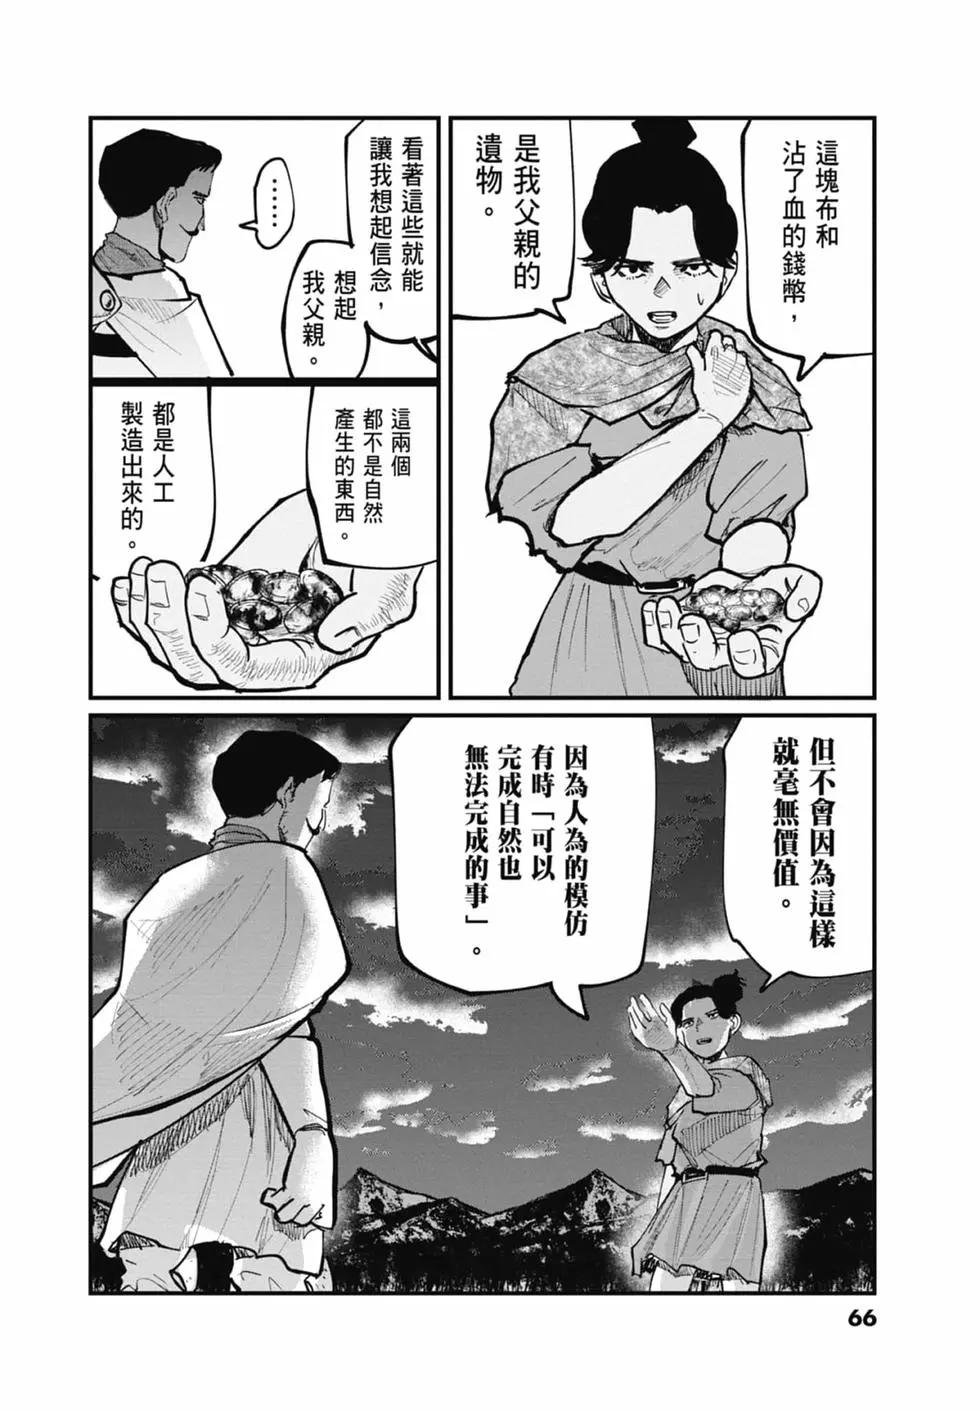 這塊布和
沾了血的錢幣，
是我父親的
遺物。
看著這些就能
讓我想起信念，
想起
我父親。
……
這兩個
都不是自然
產生的東西。
都是人工
製造出來的。
但不會因為這樣
就毫無價值。
因為人為的模仿
有時「可以
完成自然也
無法完成的事」。
66